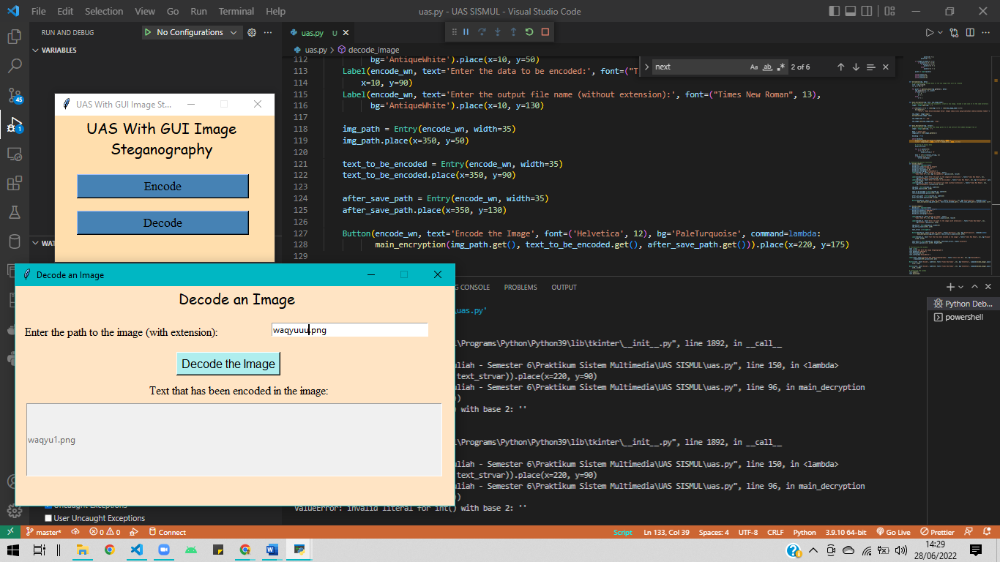 File Edit Selection View Go Run Terminal Help
uas.py - UAS SISMUL - Visual Studio Code
RUN AND DEBUG
No Configurations
VARIABLES
uas.py U
uas.py > decode_image
next
Aa ab .*
2 of 6
112 bg='AntiqueWhite').place(x=10, y=50)
113 Label(encode_wn, text='Enter the data to be encoded:', font=("T
114 x=10, y=90)
115 Label(encode_wn, text='Enter the output file name (without extension):', font=("Times New Roman", 13),
116 bg='AntiqueWhite').place(x=10, y=130)
117
118 img_path = Entry(encode_wn, width=35)
119 img_path.place(x=350, y=50)
120
121 text_to_be_encoded = Entry(encode_wn, width=35)
122 text_to_be_encoded.place(x=350, y=90)
123
124 after_save_path = Entry(encode_wn, width=35)
125 after_save_path.place(x=350, y=130)
126
127 Button(encode_wn, text='Encode the Image', font=('Helvetica', 12), bg='PaleTurquoise', command=lambda:
128 main_encryption(img_path.get(), text_to_be_encoded.get(), after_save_path.get())).place(x=220, y=175)
129
UAS With GUI Image St...
UAS With GUI Image
Steganography
Encode
Decode
WAT
45
1
Decode an Image
Decode an Image
Enter the path to the image (with extension):
waqyuuu.png
Decode the Image
Text that has been encoded in the image:
waqyu1.png
G CONSOLE PROBLEMS OUTPUT
Python Deb...
powershell
\uas.py'
l\Programs\Python\Python39\lib\tkinter\__init__.py", line 1892, in __call__
uliah - Semester 6\Praktikum Sistem Multimedia\UAS SISMUL\uas.py", line 150, in <lambda>
text_strvar)).place(x=220, y=90)
uliah - Semester 6\Praktikum Sistem Multimedia\UAS SISMUL\uas.py", line 96, in main_decryption
))
) with base 2: ''
l\Programs\Python\Python39\lib\tkinter\__init__.py", line 1892, in __call__
uliah - Semester 6\Praktikum Sistem Multimedia\UAS SISMUL\uas.py", line 150, in <lambda>
text_strvar)).place(x=220, y=90)
uliah - Semester 6\Praktikum Sistem Multimedia\UAS SISMUL\uas.py", line 96, in main_decryption
))
ValueError: invalid literal for int() with base 2: ''
Uncaught Exceptions
User Uncaught Exceptions
master* 0 0 Connect
Script Ln 133, Col 39 Spaces: 4 UTF-8 CRLF Python 3.9.10 64-bit Go Live Prettier
14:29
28/06/2022